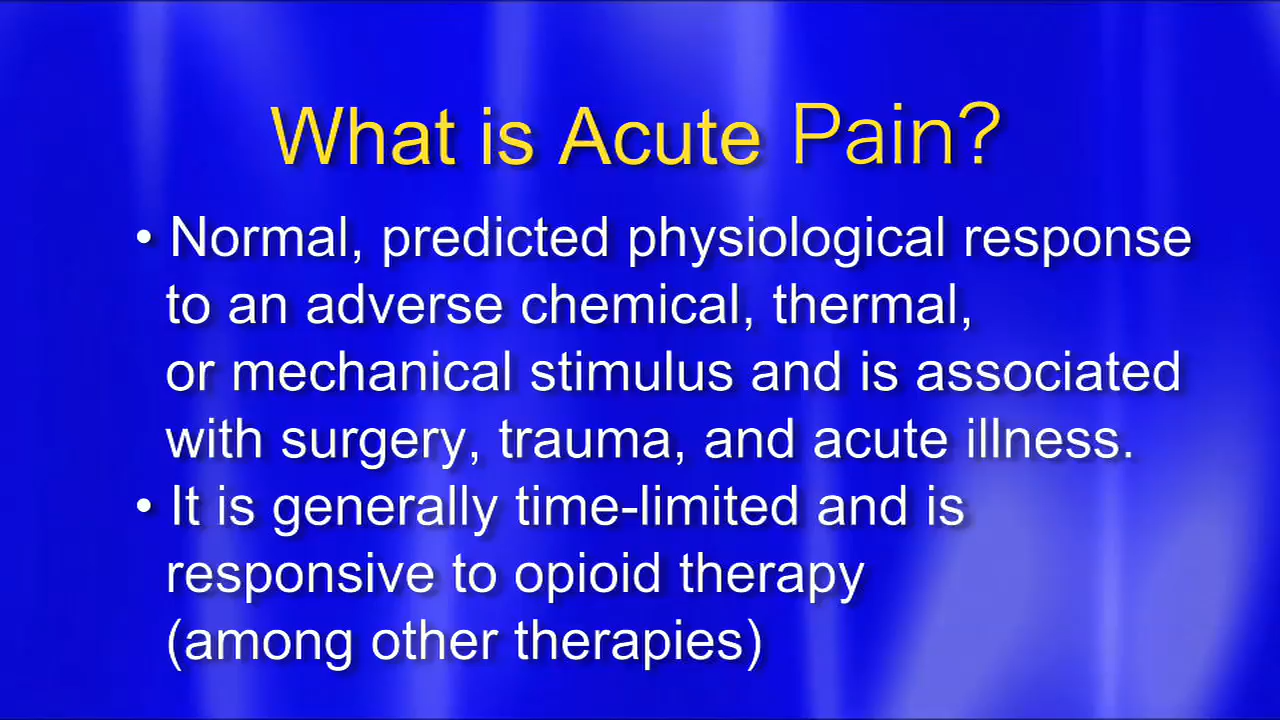 What is Acute Pain?
• Normal, predicted physiological response
to an adverse chemical, thermal,
or mechanical stimulus and is associated
with surgery, trauma, and acute illness.
• It is generally time-limited and is
responsive to opioid therapy
(among other therapies)